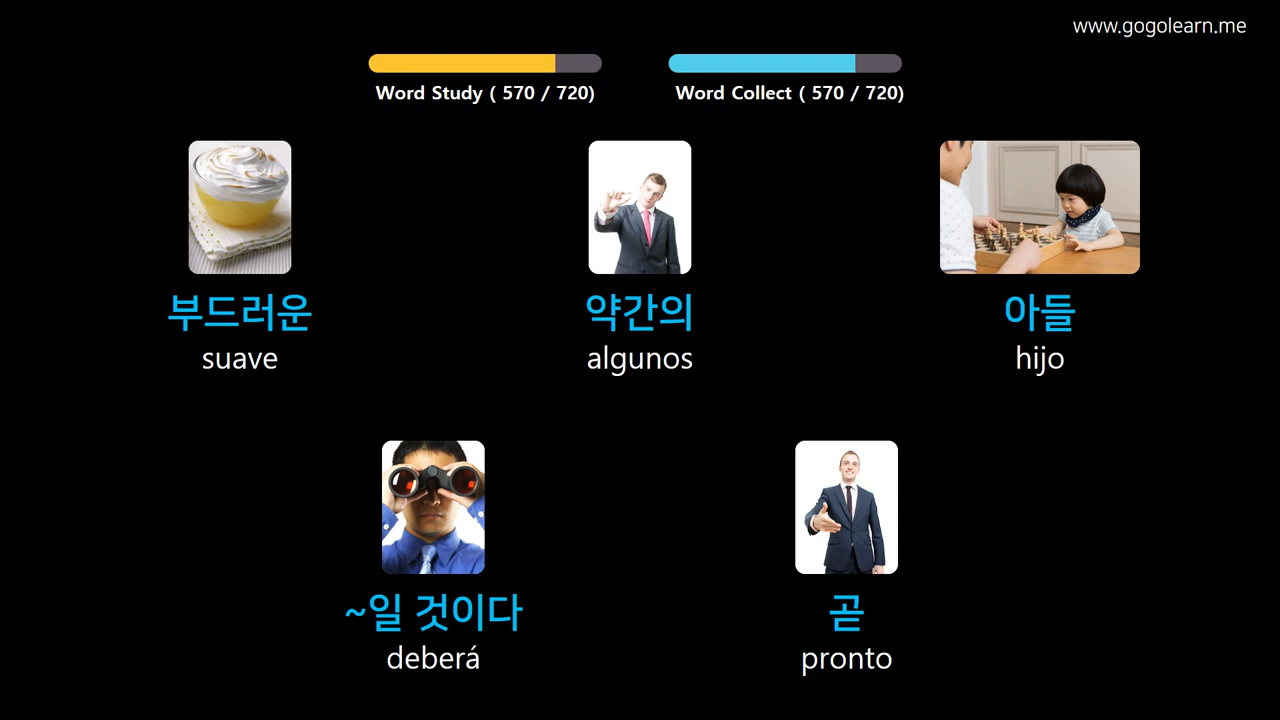 www.gogolearn.me
Word Study ( 570 / 720)
Word Collect ( 570 / 720)
부드러운
suave
약간의
algunos
아들
hijo
~일 것이다
deberá
곧
pronto